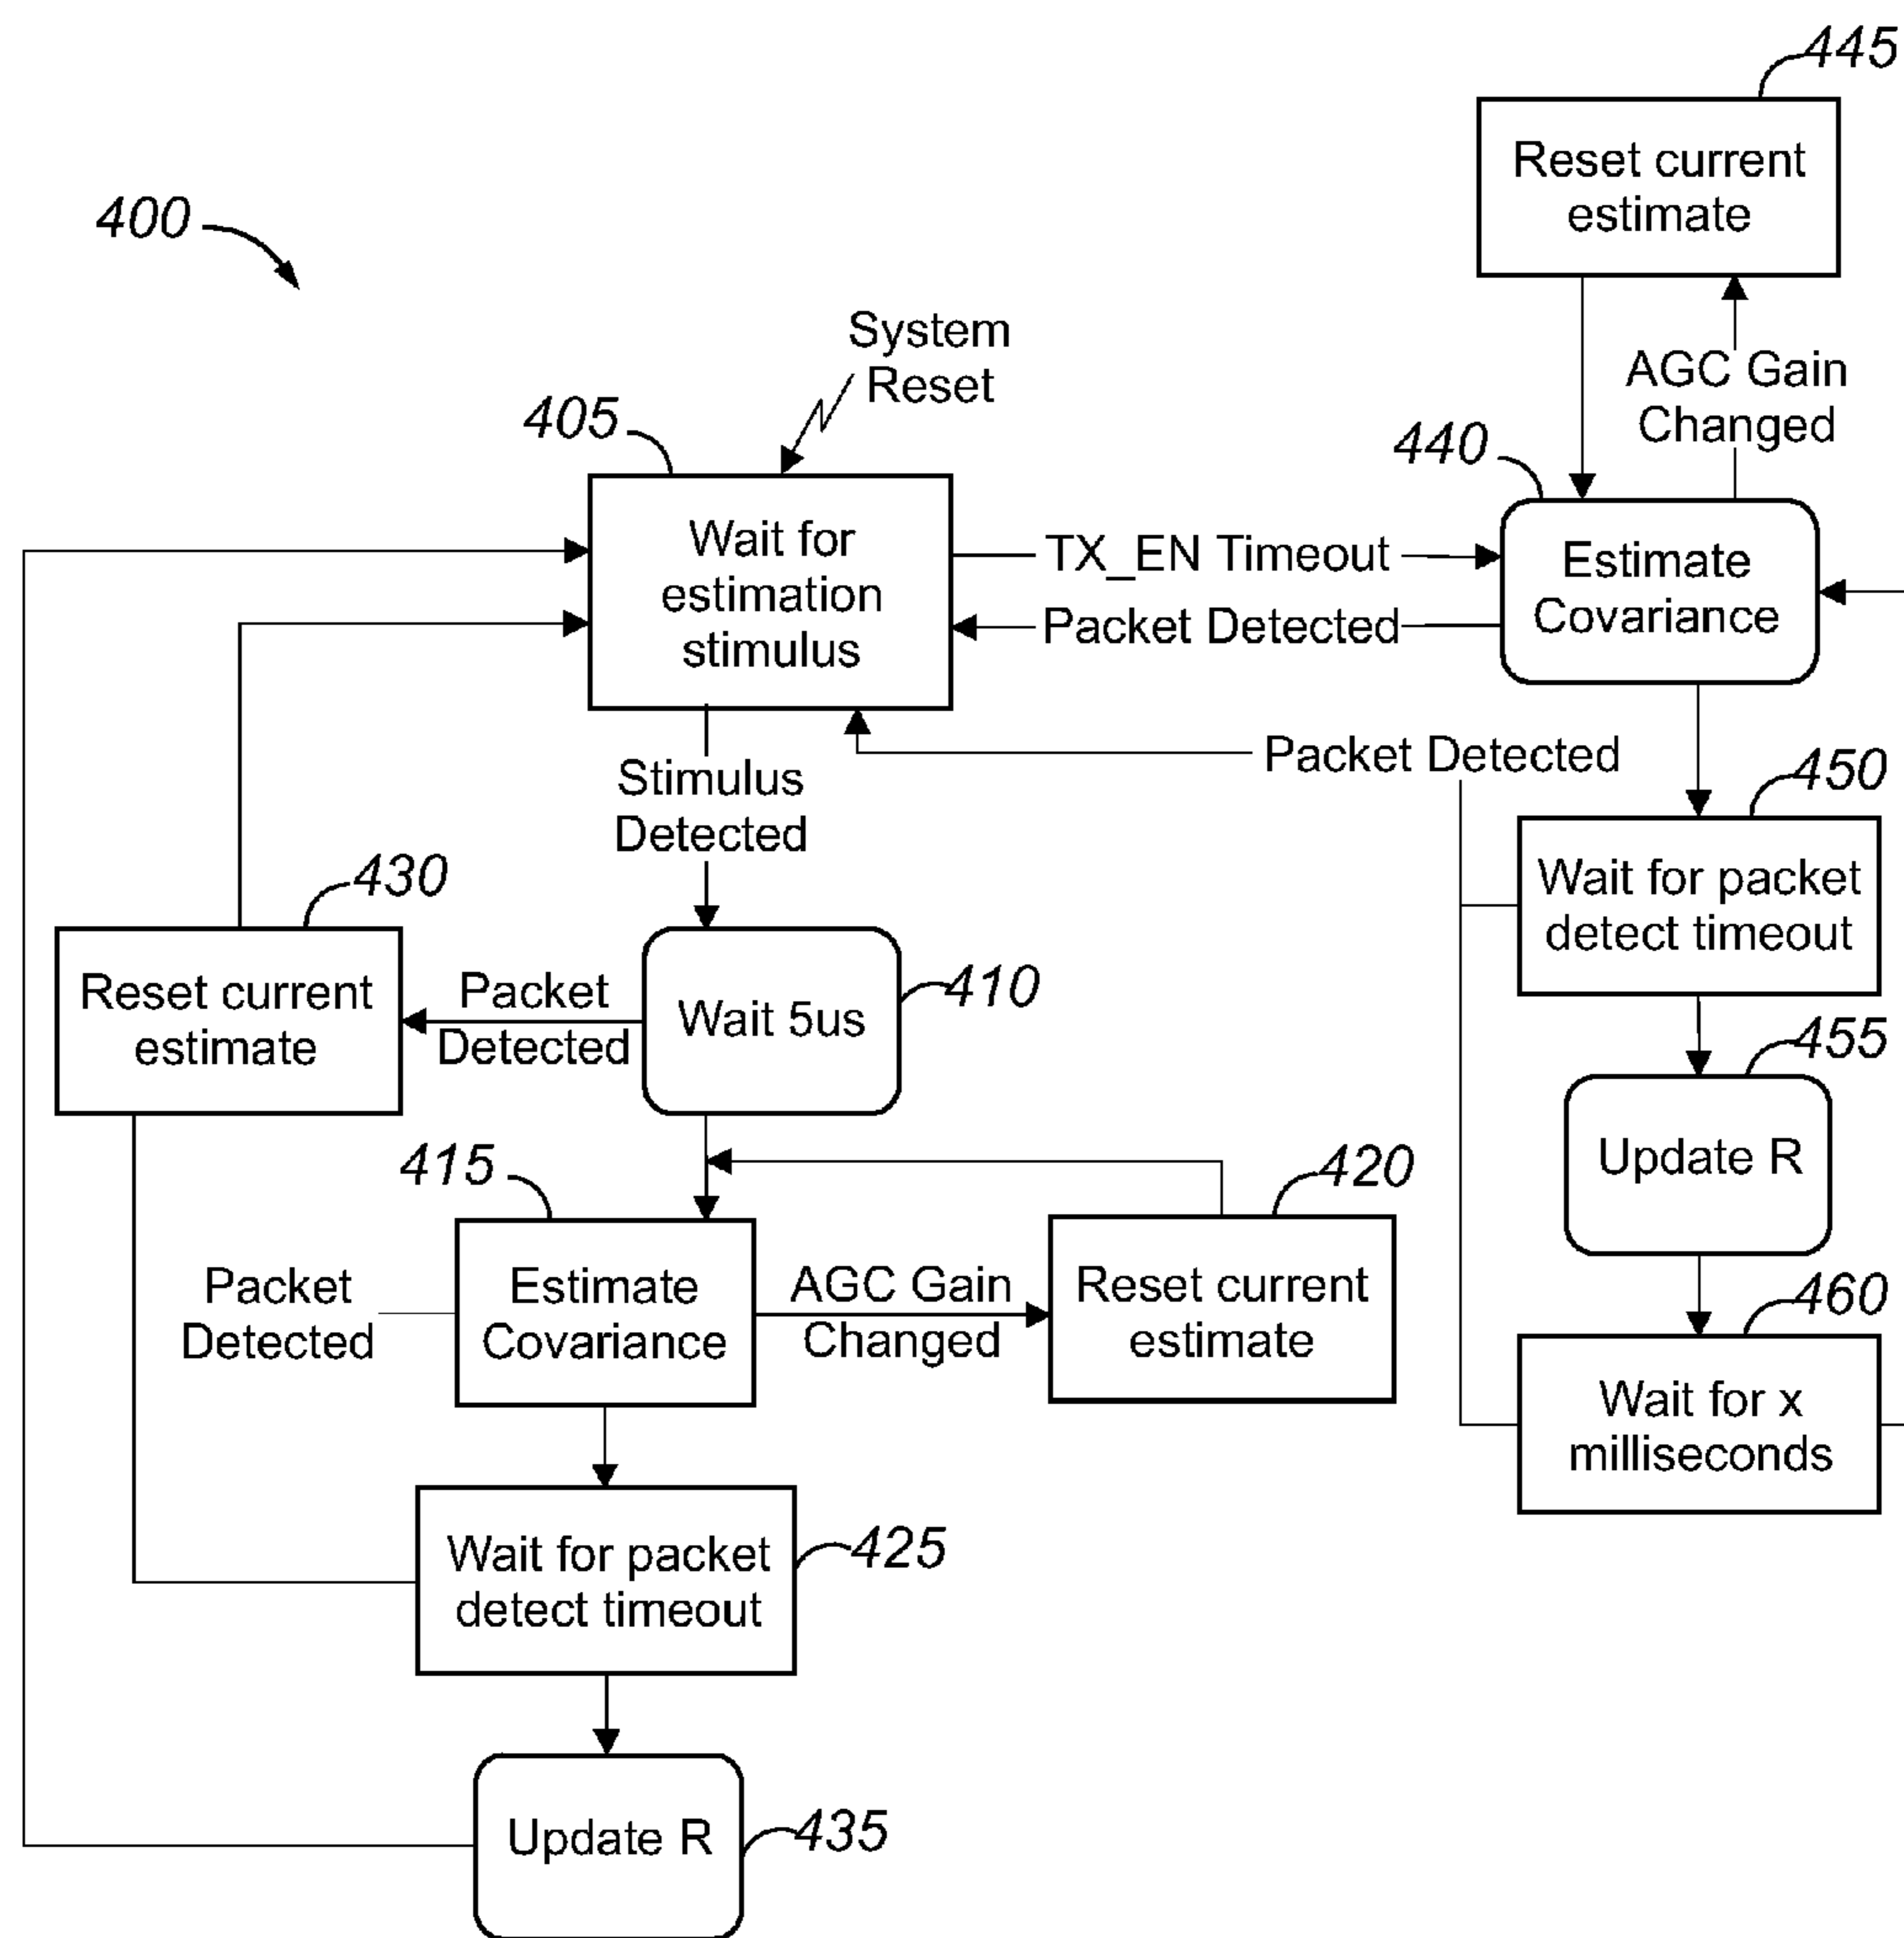 445
Reset current
estimate
400
System
Reset
AGC Gain
Changed
405
440
Wait for
estimation
stimulus
TX_EN Timeout
Packet Detected
Estimate
Covariance
Packet Detected
Stimulus
Detected
450
Wait for packet
detect timeout
430
Reset current
estimate
Packet
Detected
Wait 5us
410
455
Update R
415
420
Packet
Detected
Estimate
Covariance
AGC Gain
Changed
Reset current
estimate
460
Wait for x
milliseconds
Wait for packet
detect timeout
425
Update R
435